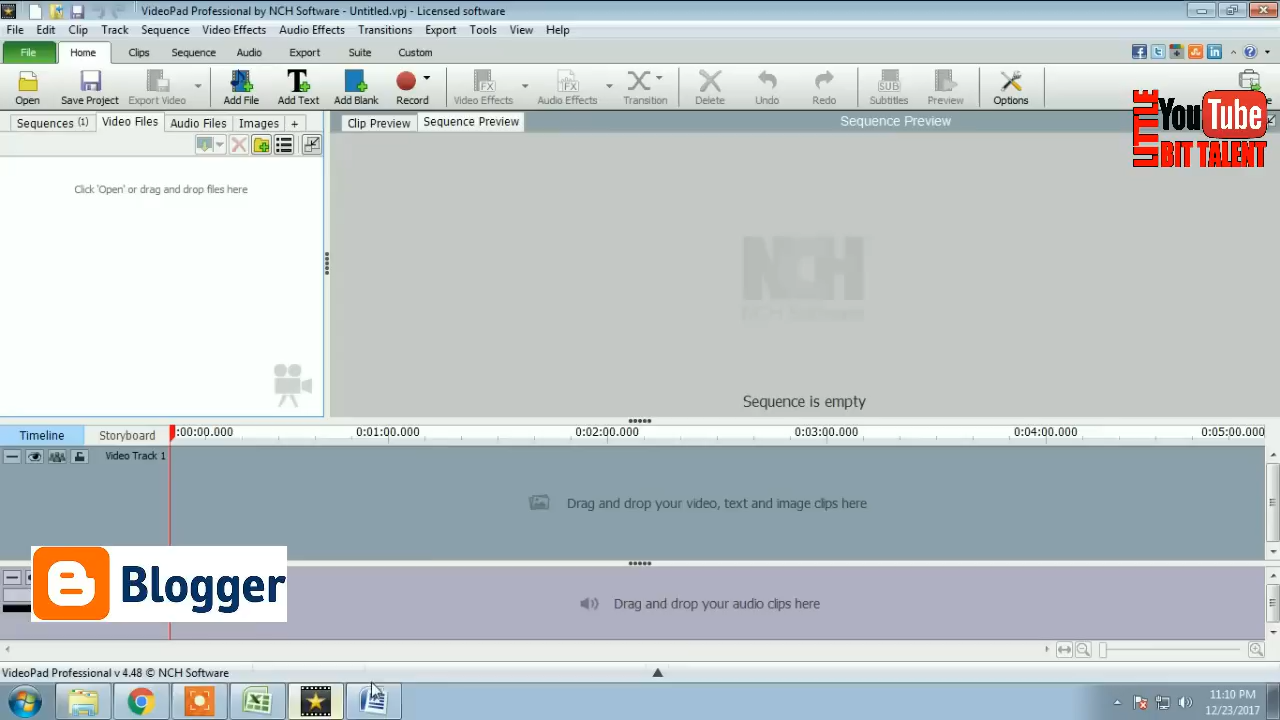 VideoPad Professional by NCH Software - Untitled.vpj - Licensed software
File Edit Clip Track Sequence Video Effects Audio Effects Transitions Export Tools View Help
File Home Clips Sequence Audio Export Suite Custom
Open Save Project Export Video Add File Add Text Add Blank Record Video Effects Audio Effects Transition Delete Undo Redo Subtitles Preview Options
LITTLE YouTube BIT TALENT
Sequences (1) Video Files Audio Files Images +
Clip Preview Sequence Preview Sequence Preview
Click 'Open' or drag and drop files here
NCH
NCH Software
Sequence is empty
Timeline Storyboard :00:00.000 0:01:00.000 0:02:00.000 0:03:00.000 0:04:00.000 0:05:00.000
Video Track 1
Drag and drop your video, text and image clips here
Blogger
Drag and drop your audio clips here
VideoPad Professional v 4.48 © NCH Software
11:10 PM
12/23/2017